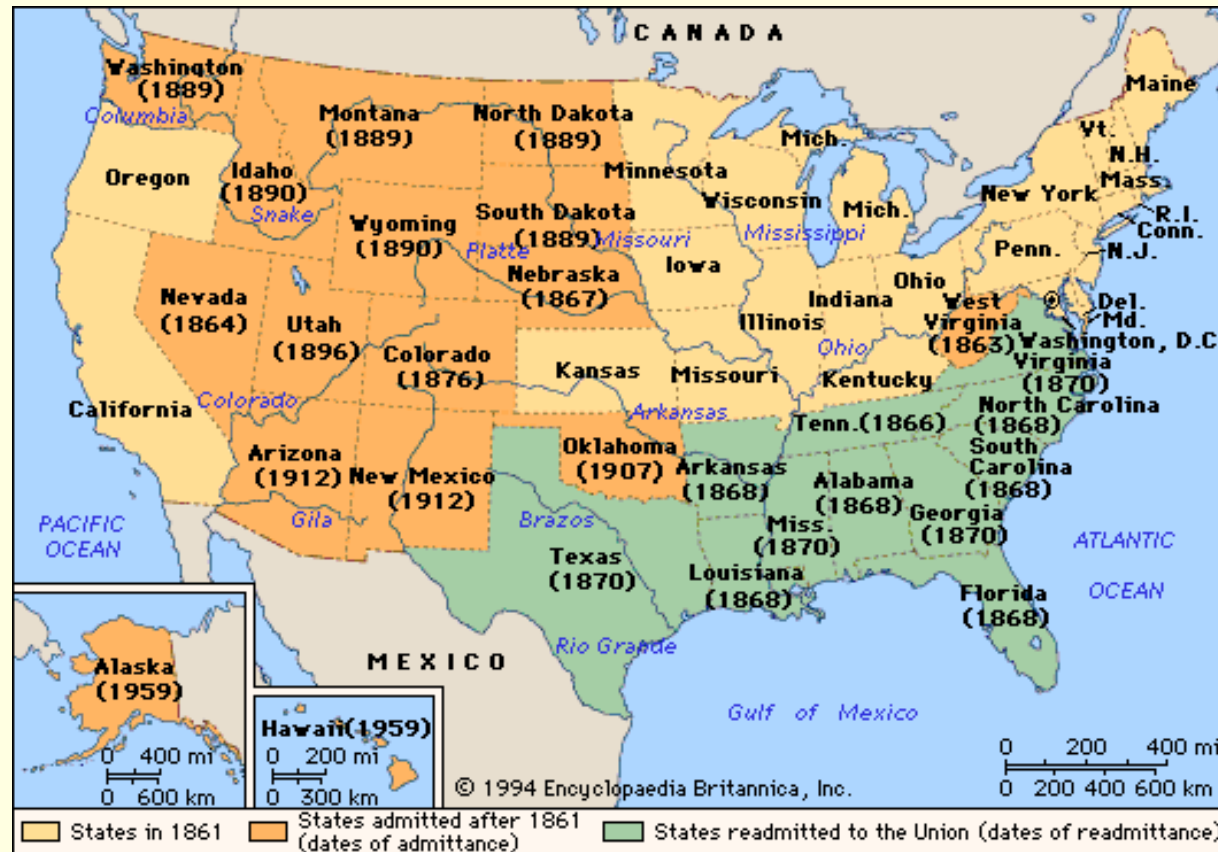 CANADA
Washington
(1889)
Columbia
Montana
(1889)
North Dakota
(1889)
Maine
Oregon
Idaho
(1890)
Snake
Minnesota
Mich.
Vt.
N.H.
Mass.
New York
Wyoming
(1890)
South Dakota
(1889)
Wisconsin
Mich.
R.I.
Conn.
Platte
Missouri
Mississippi
Penn.
N.J.
Nevada
(1864)
Nebraska
(1867)
Iowa
Ohio
Indiana
Illinois
West
Virginia
(1863)
Del.
Md.
Washington, D.C
Utah
(1896)
Colorado
(1876)
Kansas
Missouri
Ohio
Kentucky
Virginia
(1870)
California
Colorado
Arkansas
Tenn.(1866)
North Carolina
(1868)
Arizona
(1912)
New Mexico
(1912)
Oklahoma
(1907)
Arkansas
(1868)
Alabama
(1868)
South
Carolina
(1868)
Georgia
(1870)
PACIFIC
OCEAN
Gila
Brazos
Miss.
(1870)
ATLANTIC
OCEAN
Texas
(1870)
Louisiana
(1868)
Florida
(1868)
Rio Grande
MEXICO
Gulf of Mexico
Alaska
(1959)
0 400 mi
0 600 km
Hawaii(1959)
0 200 mi
0 300 km
© 1994 Encyclopaedia Britannica, Inc.
0 200 400 mi
0 200 400 600 km
States in 1861
States admitted after 1861
(dates of admittance)
States readmitted to the Union (dates of readmittance)